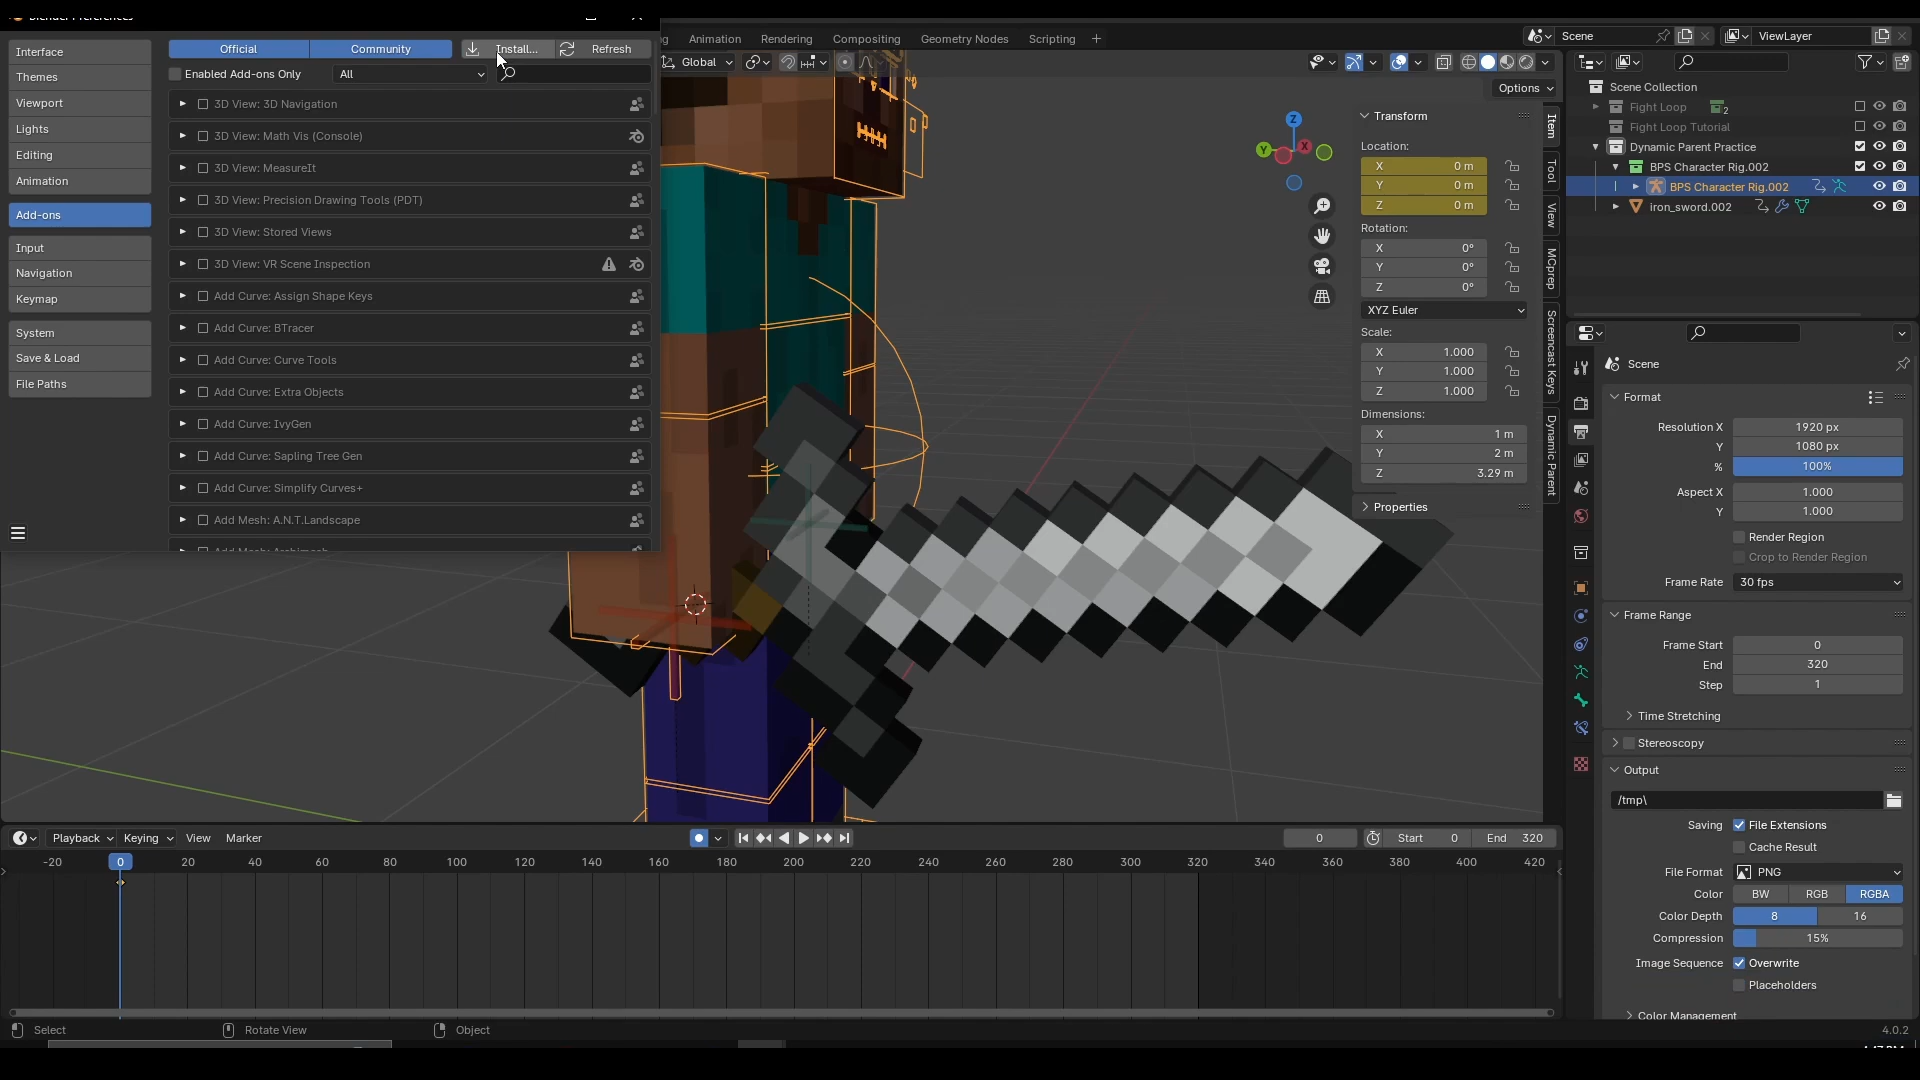 Blender Preferences
Interface
Themes
Viewport
Lights
Editing
Animation
Add-ons
Input
Navigation
Keymap
System
Save & Load
File Paths
Official
Community
Install...
Refresh
Enabled Add-ons Only
All
3D View: 3D Navigation
3D View: Math Vis (Console)
3D View: MeasureIt
3D View: Precision Drawing Tools (PDT)
3D View: Stored Views
3D View: VR Scene Inspection
Add Curve: Assign Shape Keys
Add Curve: BTracer
Add Curve: Curve Tools
Add Curve: Extra Objects
Add Curve: IvyGen
Add Curve: Sapling Tree Gen
Add Curve: Simplify Curves+
Add Mesh: A.N.T.Landscape
Animation
Rendering
Compositing
Geometry Nodes
Scripting
Scene
ViewLayer
Global
Options
Z
Y
X
Item
Tool
View
MCprep
Screencast Keys
Dynamic Parent
Transform
Location:
X 0 m
Y 0 m
Z 0 m
Rotation:
X 0°
Y 0°
Z 0°
XYZ Euler
Scale:
X 1.000
Y 1.000
Z 1.000
Dimensions:
X 1 m
Y 2 m
Z 3.29 m
Properties
Scene Collection
Fight Loop 2
Fight Loop Tutorial
Dynamic Parent Practice
BPS Character Rig.002
BPS Character Rig.002
iron_sword.002
Scene
Format
Resolution X 1920 px
Y 1080 px
% 100%
Aspect X 1.000
Y 1.000
Render Region
Crop to Render Region
Frame Rate 30 fps
Frame Range
Frame Start 0
End 320
Step 1
Time Stretching
Stereoscopy
Output
/tmp\
Saving File Extensions
Cache Result
File Format PNG
Color BW RGB RGBA
Color Depth 8 16
Compression 15%
Image Sequence Overwrite
Placeholders
Color Management
Playback
Keying
View
Marker
0
Start 0
End 320
-20 0 20 40 60 80 100 120 140 160 180 200 220 240 260 280 300 320 340 360 380 400 420
Select
Rotate View
Object
4.0.2